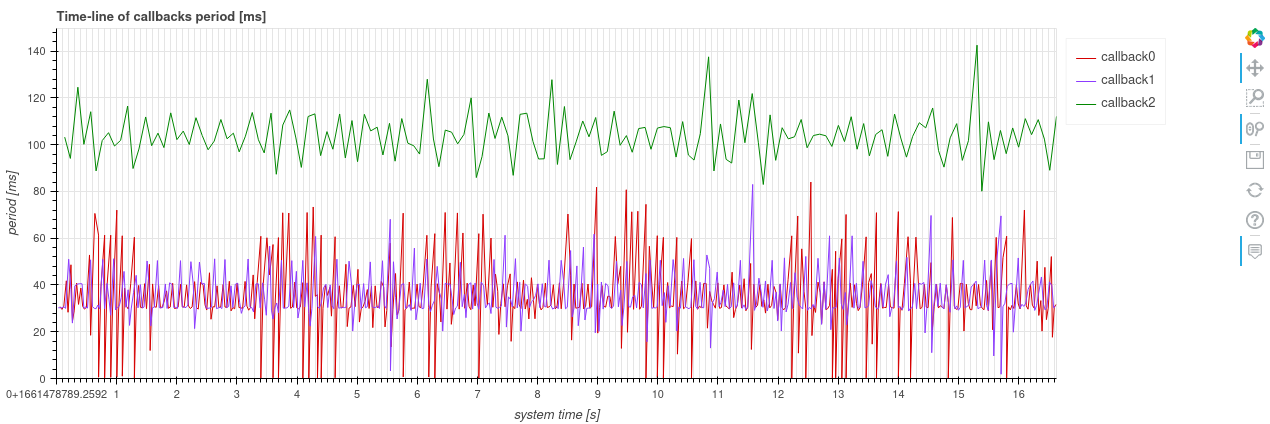 Time-line of callbacks period [ms]
period [ms]
140
120
100
80
60
40
20
0
callback0
callback1
callback2
0+1661478789.2592 1 2 3 4 5 6 7 8 9 10 11 12 13 14 15 16
system time [s]